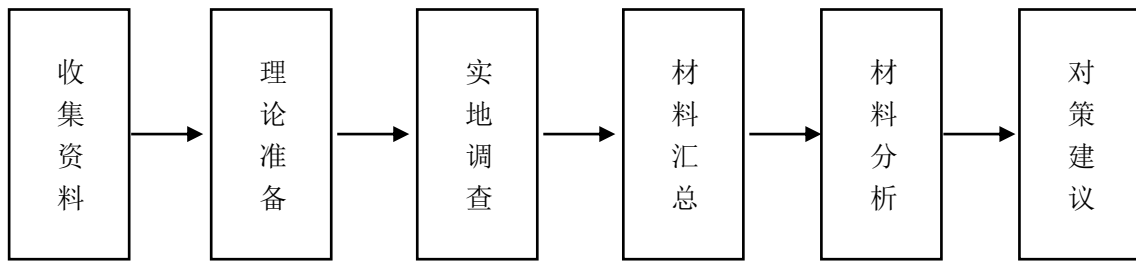 收集资料
理论准备
实地调查
材料汇总
材料分析
对策建议